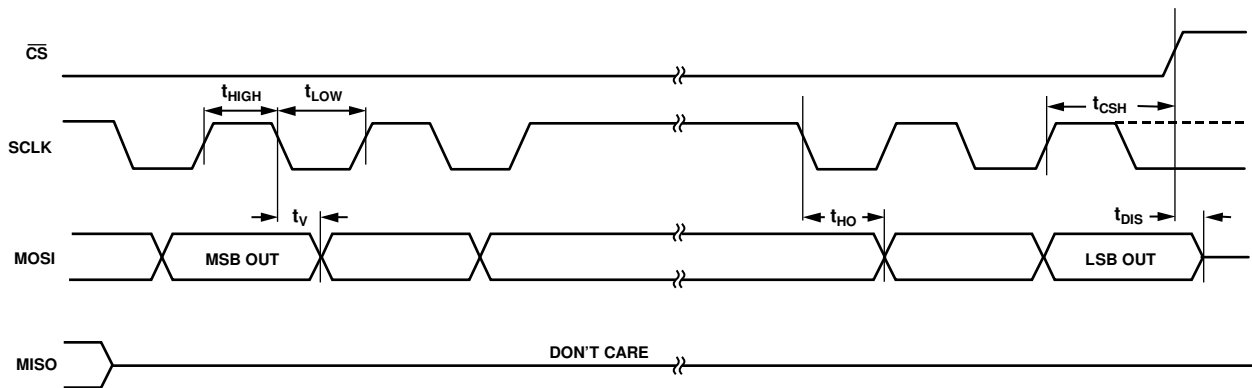 CS
tHIGH
tLOW
tCSH
SCLK
tV
tHO
tDIS
MOSI
MSB OUT
LSB OUT
MISO
DON'T CARE